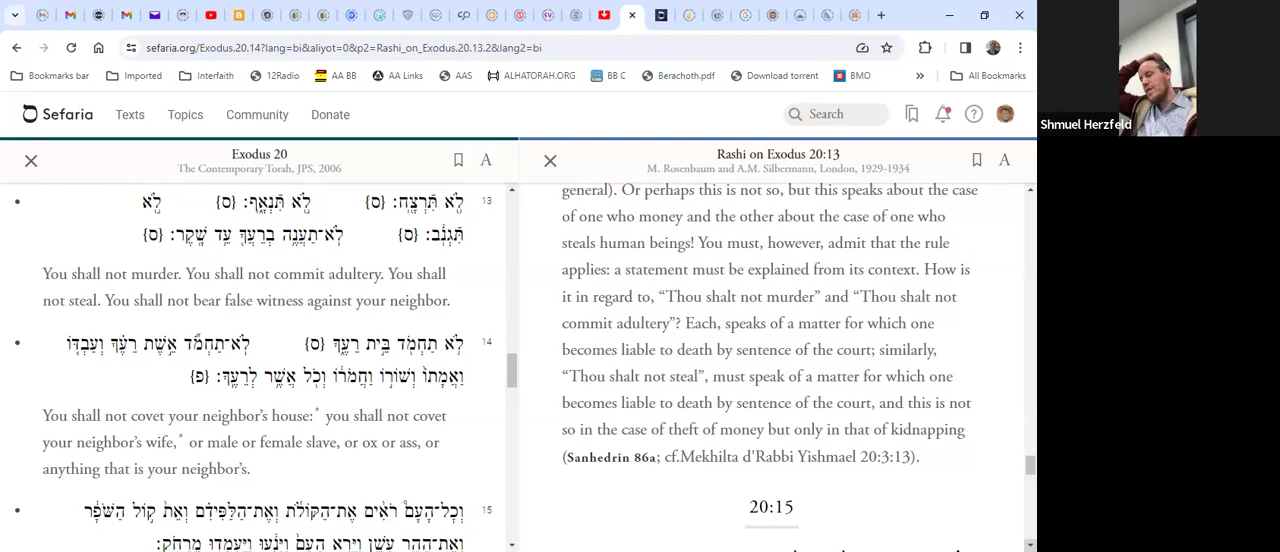 sefaria.org/Exodus.20.14?lang=bi&aliyot=0&p2=Rashi_on_Exodus.20.13.2&lang2=bi
Bookmarks bar Imported Interfaith 12Radio AA BB AA Links AAS ALHATORAH.ORG BB C Berachoth.pdf Download torrent BMO » All Bookmarks
Sefaria Texts Topics Community Donate Search
Shmuel Herzfeld
Exodus 20
The Contemporary Torah, JPS, 2006
A
13 לֹ֥א תִּֿרְצָ֖ח׃ {ס} לֹ֣א תִּֿנְאָ֑ף׃ {ס} לֹ֣א
תִּֿגְנֹ֔ב׃ {ס} לֹֽא־תַעֲנֶ֥ה בְרֵעֲךָ֖ עֵ֥ד שָֽׁקֶר׃ {ס}
You shall not murder. You shall not commit adultery. You shall
not steal. You shall not bear false witness against your neighbor.
14 לֹ֥א תַחְמֹ֖ד בֵּ֣ית רֵעֶ֑ךָ {ס} לֹֽא־תַחְמֹ֞ד אֵ֣שֶׁת רֵעֶ֗ךָ וְעַבְדּ֤וֹ
וַאֲמָתוֹ֙ וְשׁוֹר֣וֹ וַחֲמֹר֔וֹ וְכֹ֖ל אֲשֶׁ֥ר לְרֵעֶֽךָ׃ {פ}
You shall not covet your neighbor’s house:* you shall not covet
your neighbor’s wife,* or male or female slave, or ox or ass, or
anything that is your neighbor’s.
15 וְכׇל־הָעָם֩ רֹאִ֨ים אֶת־הַקּוֹלֹ֜ת וְאֶת־הַלַּפִּידִ֗ם וְאֵת֙ ק֣וֹל הַשֹּׁפָ֔ר
וְאֶת־הָהָ֖ר עָשֵׁ֑ן וַיַּ֤רְא הָעָם֙ וַיָּנֻ֔עוּ וַיַּֽעַמְד֖וּ מֵֽרָחֹֽק׃
Rashi on Exodus 20:13
M. Rosenbaum and A.M. Silbermann, London, 1929-1934
A
general). Or perhaps this is not so, but this speaks about the case
of one who money and the other about the case of one who
steals human beings! You must, however, admit that the rule
applies: a statement must be explained from its context. How is
it in regard to, “Thou shalt not murder” and “Thou shalt not
commit adultery”? Each, speaks of a matter for which one
becomes liable to death by sentence of the court; similarly,
“Thou shalt not steal”, must speak of a matter for which one
becomes liable to death by sentence of the court, and this is not
so in the case of theft of money but only in that of kidnapping
(Sanhedrin 86a; cf.Mekhilta d'Rabbi Yishmael 20:3:13).
20:15